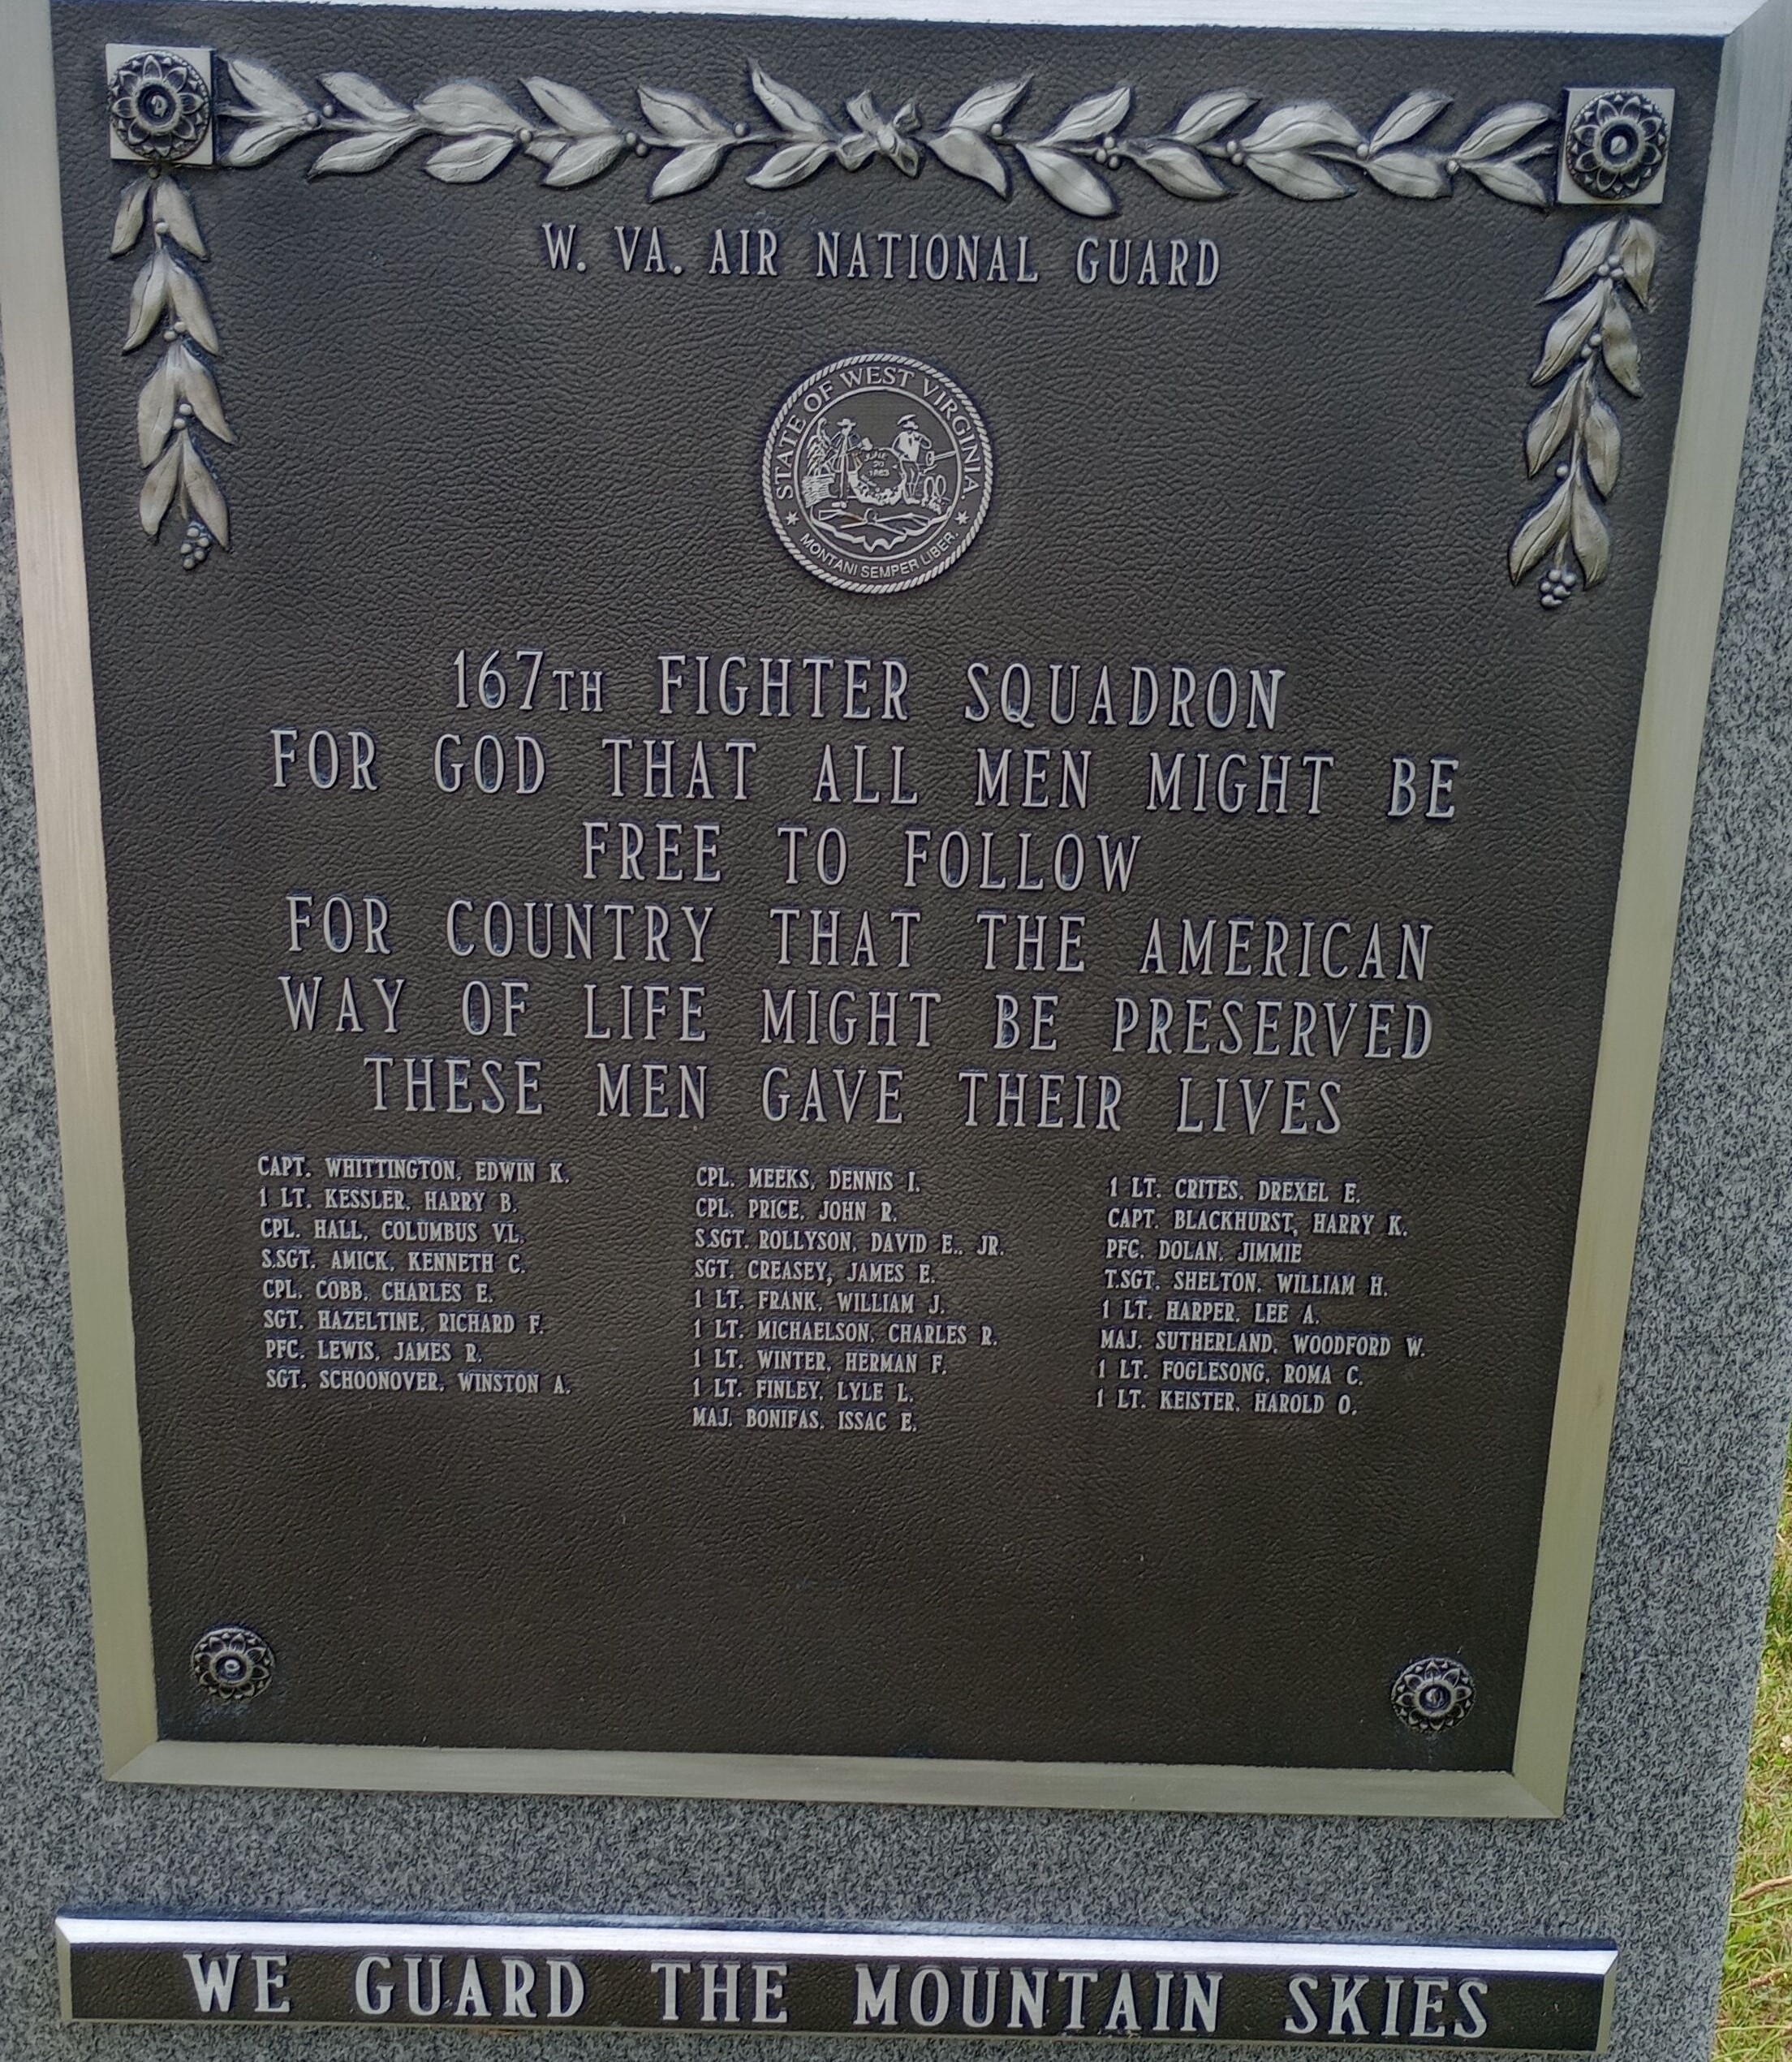 W. VA. AIR NATIONAL GUARD
STATE OF WEST VIRGINIA
JUNE
20
1863
MONTANI SEMPER LIBERI
167TH FIGHTER SQUADRON
FOR GOD THAT ALL MEN MIGHT BE
FREE TO FOLLOW
FOR COUNTRY THAT THE AMERICAN
WAY OF LIFE MIGHT BE PRESERVED
THESE MEN GAVE THEIR LIVES
CAPT. WHITTINGTON, EDWIN K.
1 LT. KESSLER, HARRY B.
CPL. HALL, COLUMBUS V.L.
S.SGT. AMICK, KENNETH C.
CPL. COBB, CHARLES E.
SGT. HAZELTINE, RICHARD F.
PFC. LEWIS, JAMES R.
SGT. SCHOONOVER, WINSTON A.
CPL. MEEKS, DENNIS I.
CPL. PRICE, JOHN R.
S.SGT. ROLLYSON, DAVID E., JR.
SGT. CREASEY, JAMES E.
1 LT. FRANK, WILLIAM J.
1 LT. MICHAELSON, CHARLES R.
1 LT. WINTER, HERMAN F.
1 LT. FINLEY, LYLE L.
MAJ. BONIFAS, ISSAC E.
1 LT. CRITES, DREXEL E.
CAPT. BLACKHURST, HARRY K.
PFC. DOLAN, JIMMIE
T.SGT. SHELTON, WILLIAM H.
1 LT. HARPER, LEE A.
MAJ. SUTHERLAND, WOODFORD W.
1 LT. FOGLESONG, ROMA C.
1 LT. KEISTER, HAROLD O.
WE GUARD THE MOUNTAIN SKIES